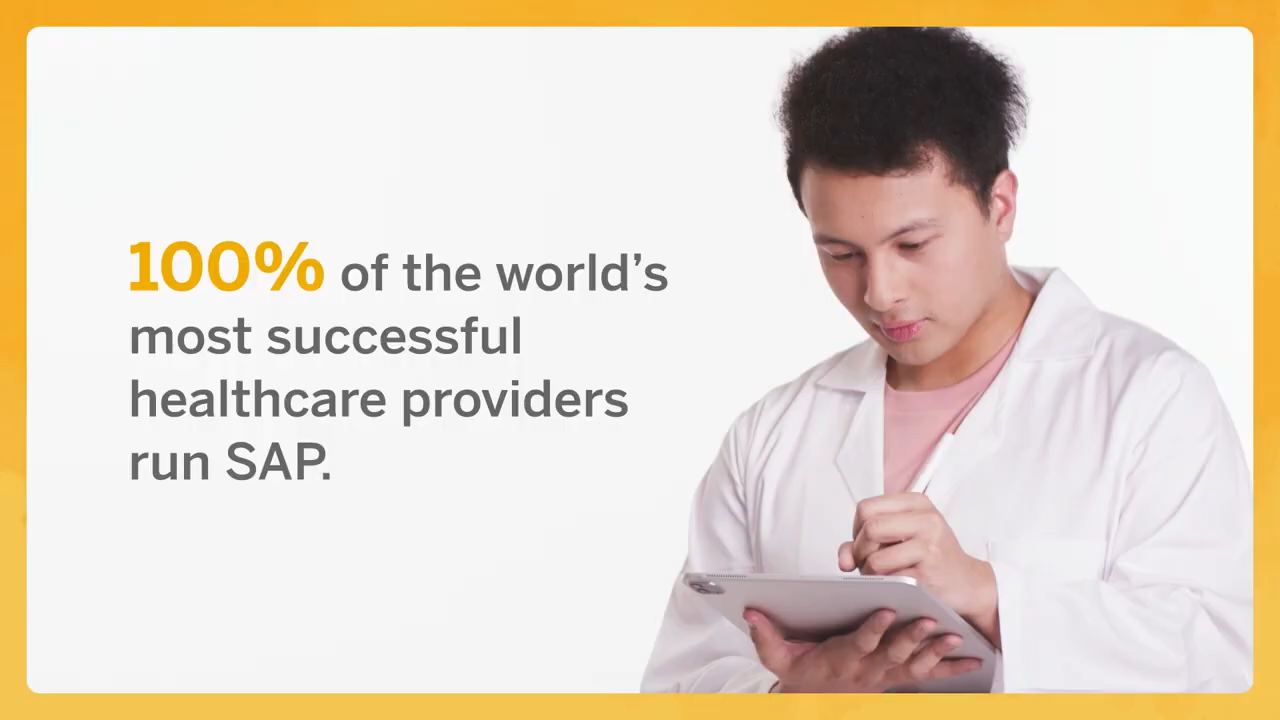 100% of the world’s
most successful
healthcare providers
run SAP.